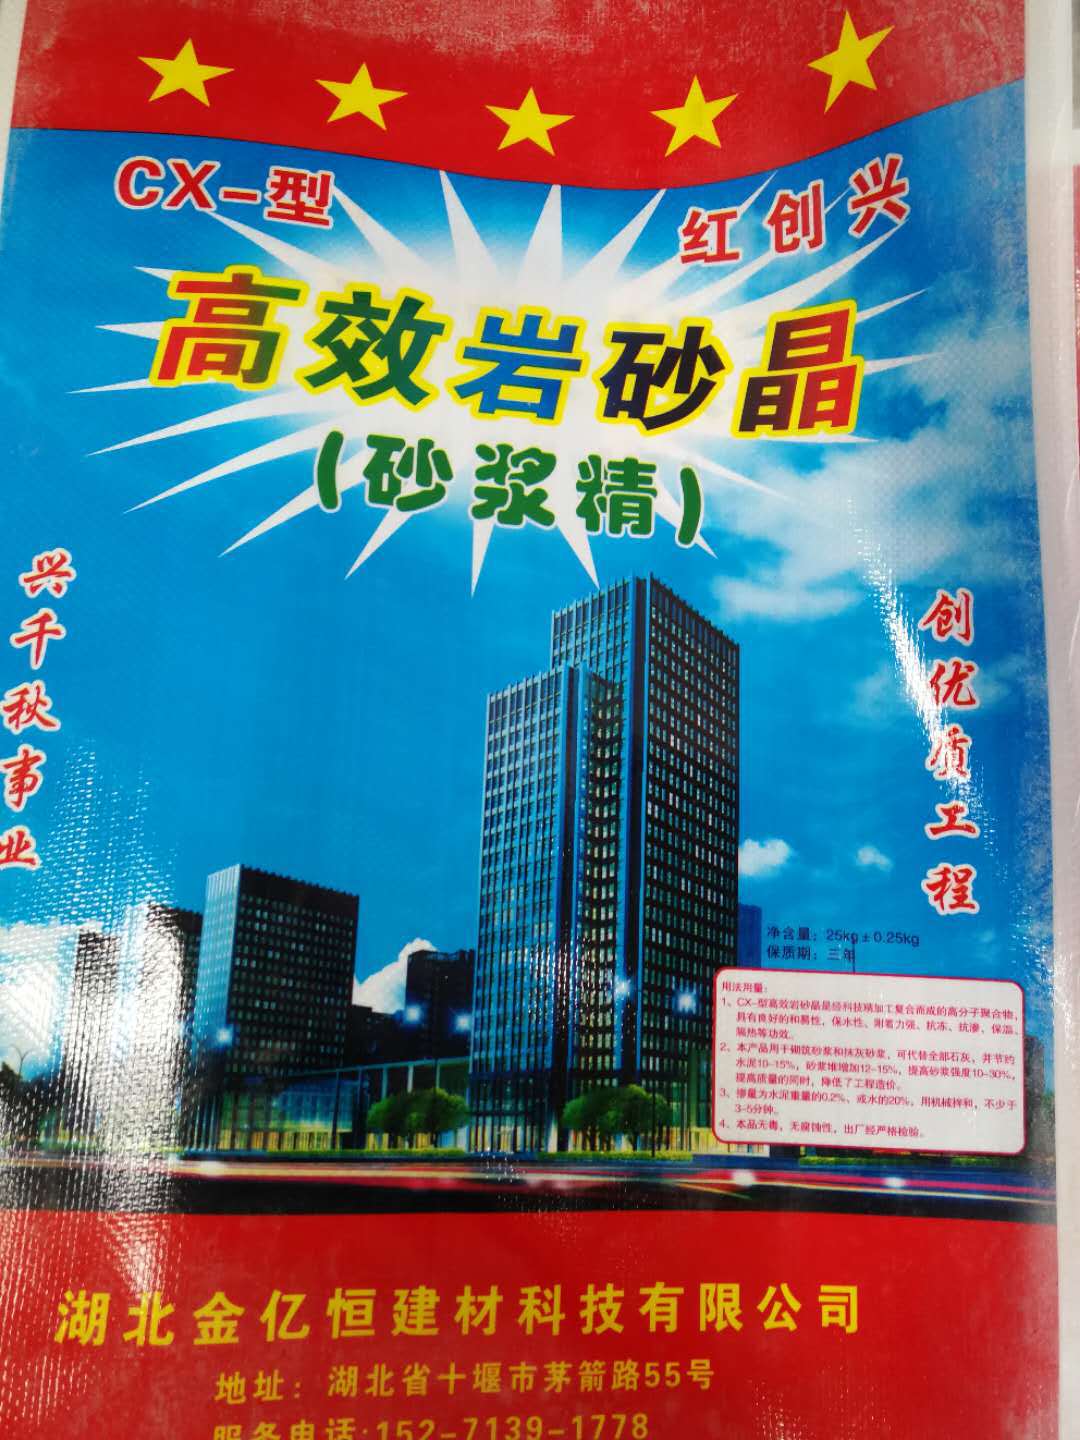 CX-型
红创兴
高效岩砂晶
(砂浆精)
兴千秋事业
创优质工程
净含量：25kg±0.25kg
保质期：三年
用法用量：
1、CX-型高效岩砂晶是经科技精加工复合而成的高分子聚合物，
具有良好的和易性，保水性、附着力强、抗冻、抗渗、保温、
隔热等功效。
2、本产品用于砌筑砂浆和抹灰砂浆，可代替全部石灰，并节约
水泥10-15%，砂浆堆增加12-15%，提高砂浆强度10-30%，
提高质量的同时，降低了工程造价。
3、掺量为水泥重量的0.2%、或水的20%，用机械拌和，不少于
3-5分钟。
4、本品无毒，无腐蚀性，出厂经严格检验。
湖北金亿恒建材科技有限公司
地址：湖北省十堰市茅箭路55号
服务电话:152-7139-1778